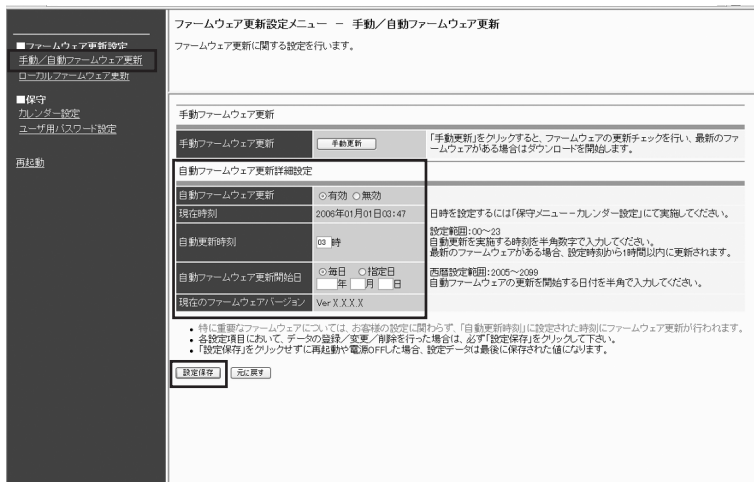 ファームウェア更新設定メニュー － 手動／自動ファームウェア更新
ファームウェア更新に関する設定を行います。
■ファームウェア更新設定
手動／自動ファームウェア更新
ローカルファームウェア更新
■保守
カレンダー設定
ユーザ用パスワード設定
再起動
手動ファームウェア更新
手動ファームウェア更新
手動更新
「手動更新」をクリックすると、ファームウェアの更新チェックを行い、最新のファ
ームウェアがある場合はダウンロードを開始します。
自動ファームウェア更新詳細設定
自動ファームウェア更新
有効 無効
現在時刻
2006年01月01日03:47
日時を設定するには「保守メニュー－カレンダー設定」にて実施してください。
自動更新時刻
03 時
設定範囲:00～23
自動更新を実施する時刻を半角数字で入力してください。
最新のファームウェアがある場合、設定時刻から1時間以内に更新されます。
自動ファームウェア更新開始日
毎日 指定日
年 月 日
西暦設定範囲:2005～2099
自動ファームウェアの更新を開始する日付を半角で入力してください。
現在のファームウェアバージョン
Ver X.X.X.X
• 特に重要なファームウェアについては、お客様の設定に関わらず、「自動更新時刻」に設定された時刻にファームウェア更新が行われます。
• 各設定項目において、データの登録／変更／削除を行った場合は、必ず「設定保存」をクリックして下さい。
• 「設定保存」をクリックせずに再起動や電源OFFした場合、設定データは最後に保存された値になります。
設定保存
元に戻す